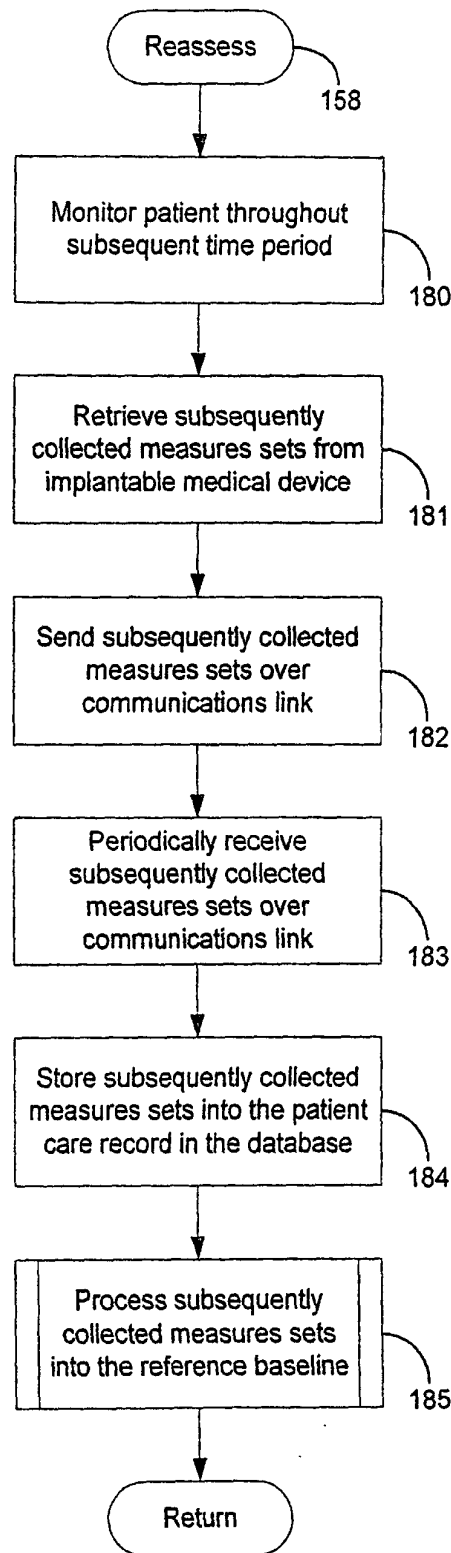 Reassess
158
Monitor patient throughout
subsequent time period
180
Retrieve subsequently
collected measures sets from
implantable medical device
181
Send subsequently collected
measures sets over
communications link
182
Periodically receive
subsequently collected
measures sets over
communications link
183
Store subsequently collected
measures sets into the patient
care record in the database
184
Process subsequently
collected measures sets
into the reference baseline
185
Return